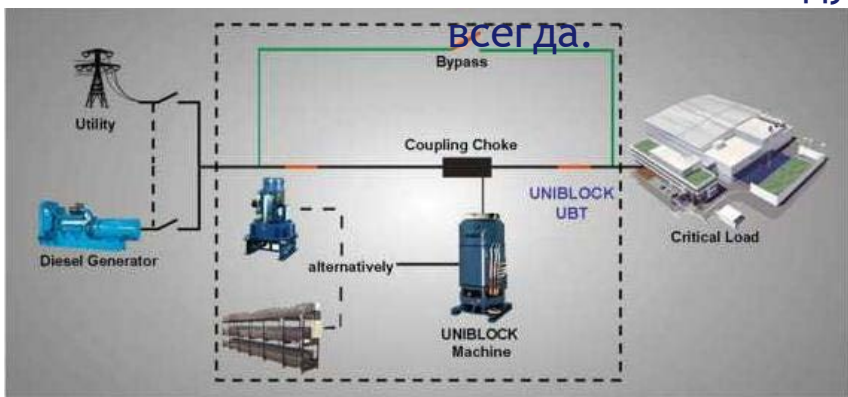 всегда.
Bypass
Utility
Coupling Choke
UNIBLOCK
UBT
Critical Load
Diesel Generator
alternatively
UNIBLOCK
Machine